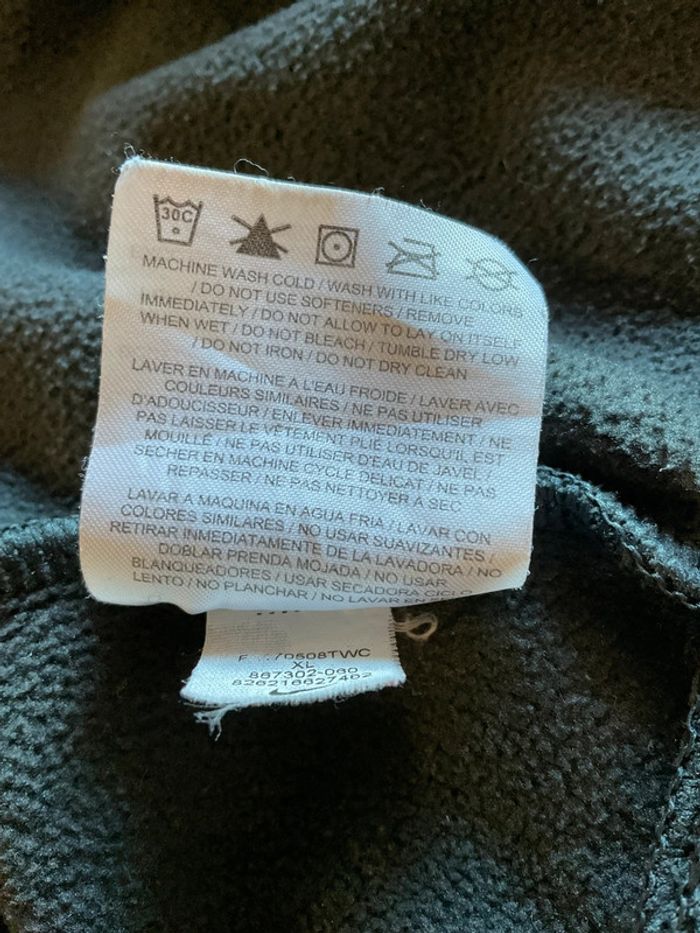 30C
MACHINE WASH COLD / WASH WITH LIKE COLORS
/ DO NOT USE SOFTENERS / REMOVE
IMMEDIATELY / DO NOT ALLOW TO LAY ON ITSELF
WHEN WET / DO NOT BLEACH / TUMBLE DRY LOW
/ DO NOT IRON / DO NOT DRY CLEAN
LAVER EN MACHINE A L'EAU FROIDE / LAVER AVEC
COULEURS SIMILAIRES / NE PAS UTILISER
D'ADOUCISSEUR / ENLEVER IMMEDIATEMENT / NE
PAS LAISSER LE VÊTEMENT PLIE LORSQU'IL EST
MOUILLÉ / NE PAS UTILISER D'EAU DE JAVEL /
SECHER EN MACHINE CYCLE DELICAT / NE PAS
REPASSER / NE PAS NETTOYER A SEC
LAVAR A MAQUINA EN AGUA FRIA / LAVAR CON
COLORES SIMILARES / NO USAR SUAVIZANTES /
RETIRAR INMEDIATAMENTE DE LA LAVADORA / NO
DOBLAR PRENDA MOJADA / NO USAR
BLANQUEADORES / USAR SECADORA CICLO
LENTO / NO PLANCHAR / NO LAVAR EN
0508TWC
XL
887302-060